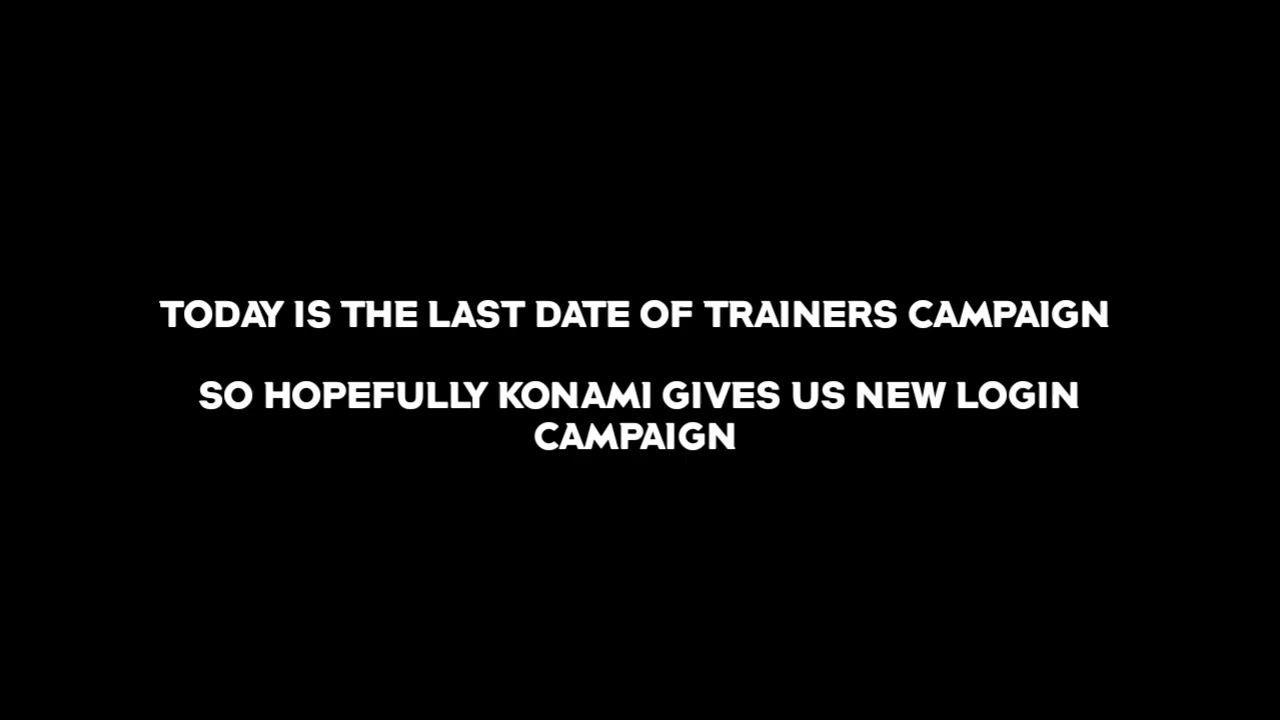 TODAY IS THE LAST DATE OF TRAINERS CAMPAIGN
SO HOPEFULLY KONAMI GIVES US NEW LOGIN
CAMPAIGN